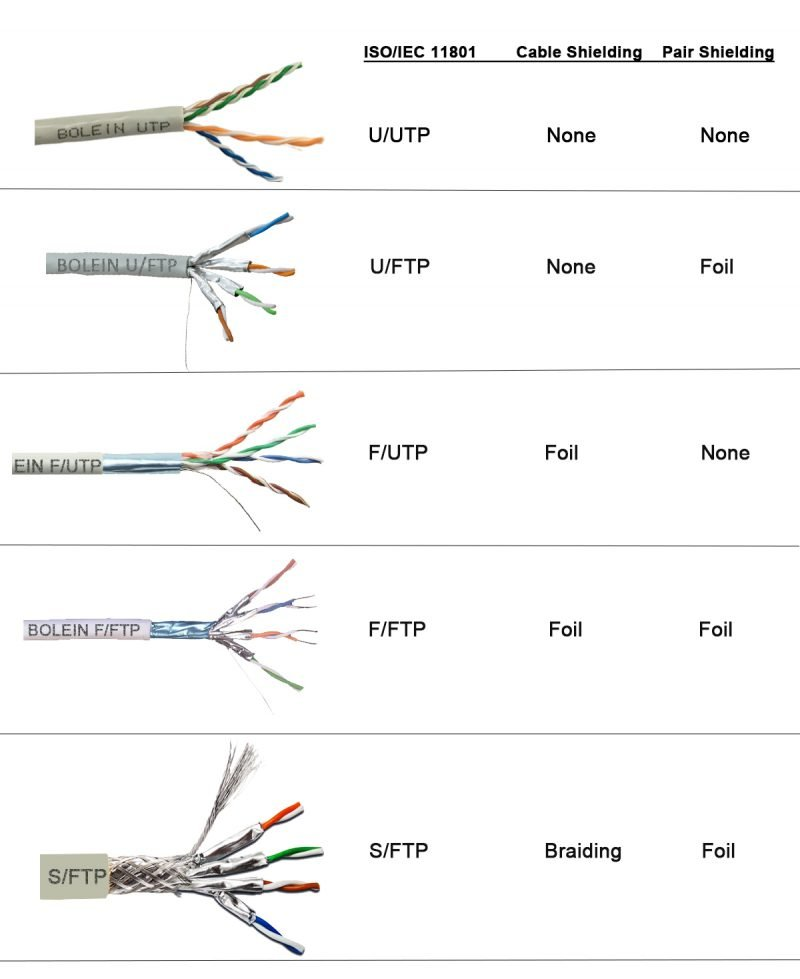 ISO/IEC 11801 Cable Shielding Pair Shielding
BOLEIN UTP
U/UTP None None
BOLEIN U/FTP
U/FTP None Foil
EIN F/UTP
F/UTP Foil None
BOLEIN F/FTP
F/FTP Foil Foil
S/FTP
S/FTP Braiding Foil